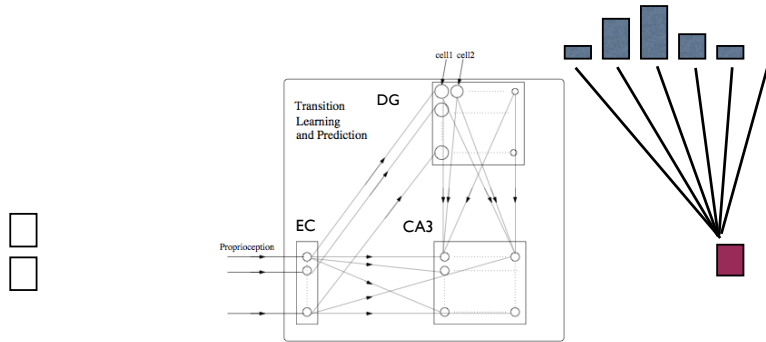 cell1 cell2
DG
Transition
Learning
and Prediction
EC
CA3
Proprioception